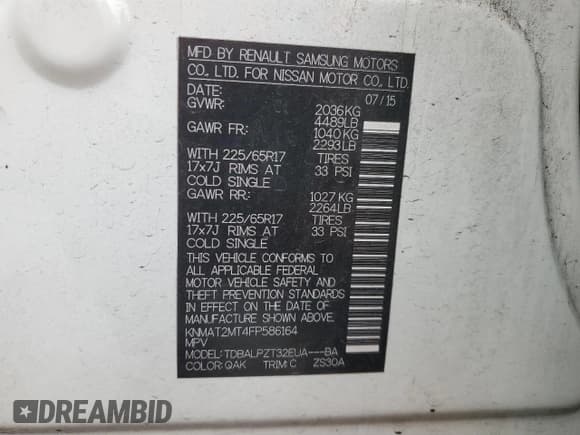 MFD BY RENAULT SAMSUNG MOTORS
CO., LTD. FOR NISSAN MOTOR CO., LTD.
DATE: 07/15
GVWR: 2036KG
4489LB
GAWR FR: 1040KG
2293LB
WITH 225/65R17 TIRES
17x7J RIMS AT 33 PSI
COLD SINGLE
GAWR RR: 1027KG
2264LB
WITH 225/65R17 TIRES
17x7J RIMS AT 33 PSI
COLD SINGLE
THIS VEHICLE CONFORMS TO
ALL APPLICABLE FEDERAL
MOTOR VEHICLE SAFETY AND
THEFT PREVENTION STANDARDS
IN EFFECT ON THE DATE OF
MANUFACTURE SHOWN ABOVE.
KNMAT2MT4FP586164
MPV
MODEL: TDBALPZT32EUA---BA
COLOR: QAK TRIM: C ZS30A
DREAMBID